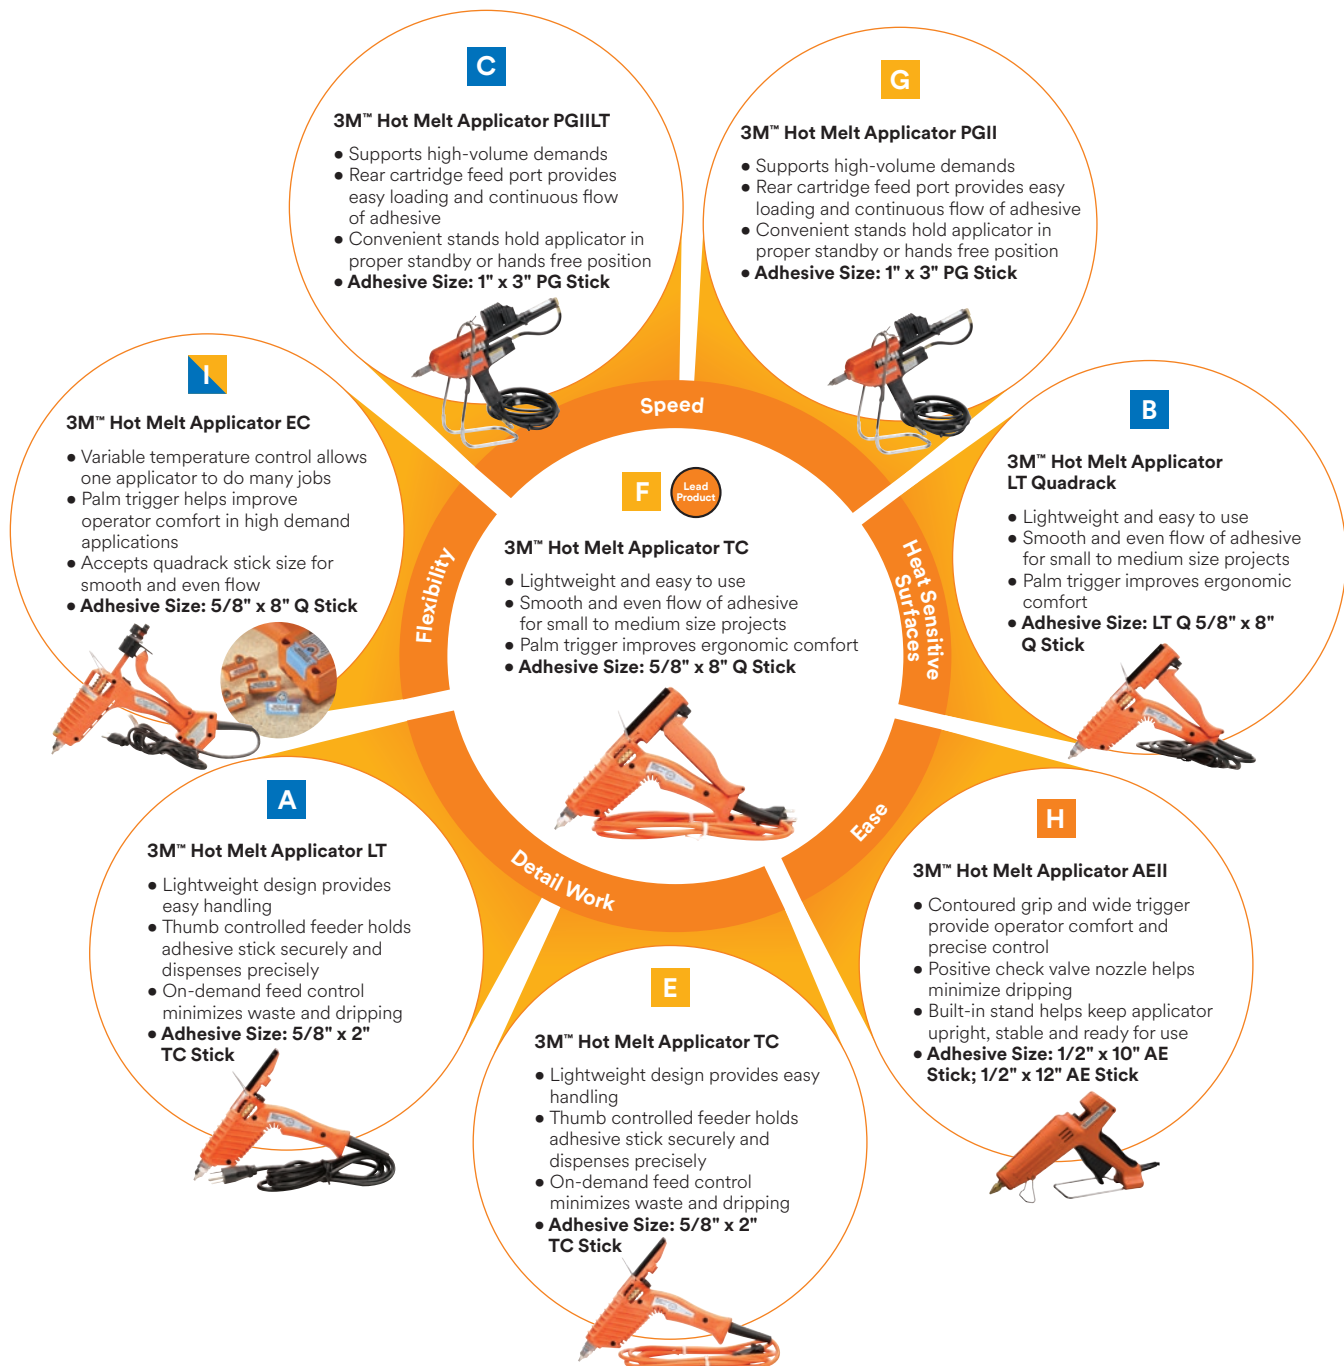 C
3M™ Hot Melt Applicator PGIILT
● Supports high-volume demands
● Rear cartridge feed port provides
easy loading and continuous flow
of adhesive
● Convenient stands hold applicator in
proper standby or hands free position
● Adhesive Size: 1" x 3" PG Stick
G
3M™ Hot Melt Applicator PGII
● Supports high-volume demands
● Rear cartridge feed port provides easy
loading and continuous flow of adhesive
● Convenient stands hold applicator in
proper standby or hands free position
● Adhesive Size: 1" x 3" PG Stick
I
3M™ Hot Melt Applicator EC
● Variable temperature control allows
one applicator to do many jobs
● Palm trigger helps improve
operator comfort in high demand
applications
● Accepts quadrack stick size for
smooth and even flow
● Adhesive Size: 5/8" x 8" Q Stick
Speed
Flexibility
Heat Sensitive
Surfaces
Ease
Detail Work
F
Lead
Product
3M™ Hot Melt Applicator TC
● Lightweight and easy to use
● Smooth and even flow of adhesive
for small to medium size projects
● Palm trigger improves ergonomic comfort
● Adhesive Size: 5/8" x 8" Q Stick
B
3M™ Hot Melt Applicator
LT Quadrack
● Lightweight and easy to use
● Smooth and even flow of adhesive
for small to medium size projects
● Palm trigger improves ergonomic
comfort
● Adhesive Size: LT Q 5/8" x 8"
Q Stick
A
3M™ Hot Melt Applicator LT
● Lightweight design provides
easy handling
● Thumb controlled feeder holds
adhesive stick securely and
dispenses precisely
● On-demand feed control
minimizes waste and dripping
● Adhesive Size: 5/8" x 2"
TC Stick
E
3M™ Hot Melt Applicator TC
● Lightweight design provides easy
handling
● Thumb controlled feeder holds
adhesive stick securely and
dispenses precisely
● On-demand feed control
minimizes waste and dripping
● Adhesive Size: 5/8" x 2"
TC Stick
H
3M™ Hot Melt Applicator AEII
● Contoured grip and wide trigger
provide operator comfort and
precise control
● Positive check valve nozzle helps
minimize dripping
● Built-in stand helps keep applicator
upright, stable and ready for use
● Adhesive Size: 1/2" x 10" AE
Stick; 1/2" x 12" AE Stick